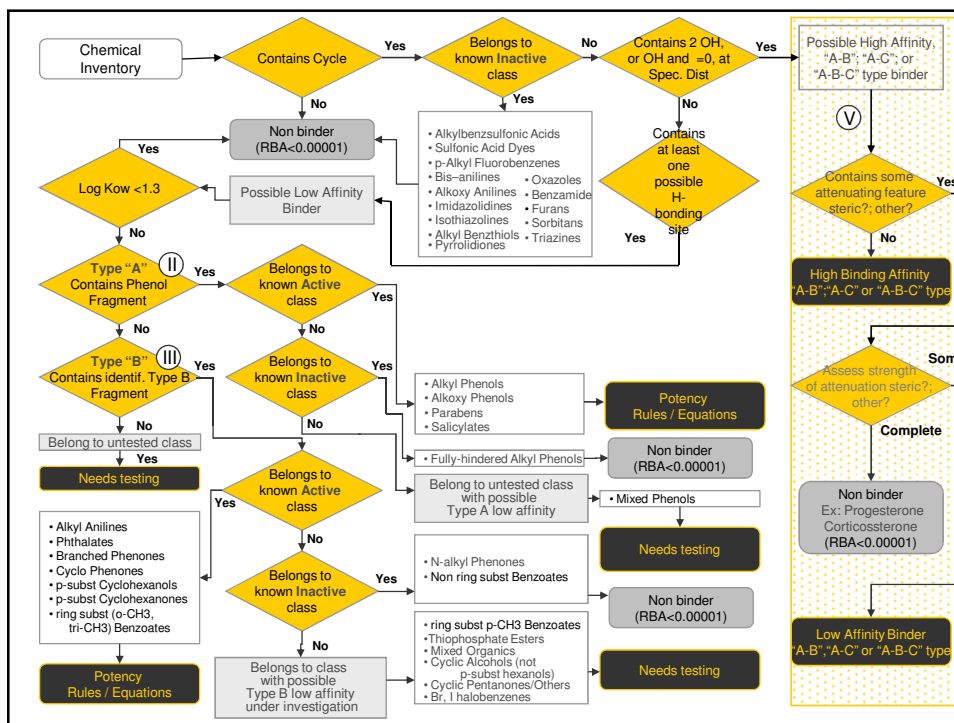 Chemical
Inventory
Contains Cycle
Yes
Belongs to
known Inactive
class
No
Contains 2 OH,
or OH and =0, at
Spec. Dist
Yes
Possible High Affinity,
"A-B"; "A-C"; or
"A-B-C" type binder
No
Yes
No
V
Non binder
(RBA<0.00001)
• Alkylbenzsulfonic Acids
• Sulfonic Acid Dyes
• p-Alkyl Fluorobenzenes
• Bis–anilines
• Alkoxy Anilines
• Imidazolidines
• Isothiazolines
• Alkyl Benzthiols
• Pyrrolidiones
• Oxazoles
• Benzamide
• Furans
• Sorbitans
• Triazines
Contains
at least
one
possible
H-
bonding
site
Yes
Yes
Log Kow <1.3
Possible Low Affinity
Binder
Contains some
attenuating feature
steric?; other?
Yes
No
No
High Binding Affinity
"A-B";"A-C" or "A-B-C" type
Type "A"
Contains Phenol
Fragment
II
Yes
Belongs to
known Active
class
Yes
No
No
Type "B"
Contains identif. Type B
Fragment
III
Yes
Belongs to
known Inactive
class
Yes
• Alkyl Phenols
• Alkoxy Phenols
• Parabens
• Salicylates
Potency
Rules / Equations
Som
Assess strength
of attenuation steric?;
other?
Complete
No
No
Belong to untested class
Yes
Needs testing
• Fully-hindered Alkyl Phenols
Non binder
(RBA<0.00001)
Belongs to
known Active
class
Yes
Belong to untested class
with possible
Type A low affinity
• Mixed Phenols
Non binder
Ex: Progesterone
Corticossterone
(RBA<0.00001)
Needs testing
• Alkyl Anilines
• Phthalates
• Branched Phenones
• Cyclo Phenones
• p-subst Cyclohexanols
• p-subst Cyclohexanones
• ring subst (o-CH3,
tri-CH3) Benzoates
No
Belongs to
known Inactive
class
Yes
• N-alkyl Phenones
• Non ring subst Benzoates
Non binder
(RBA<0.00001)
No
• ring subst p-CH3 Benzoates
• Thiophosphate Esters
• Mixed Organics
• Cyclic Alcohols (not
p-subst hexanols)
• Cyclic Pentanones/Others
• Br, I halobenzenes
Needs testing
Low Affinity Binder
"A-B","A-C" or "A-B-C" type
Potency
Rules / Equations
Belongs to class
with possible
Type B low affinity
under investigation